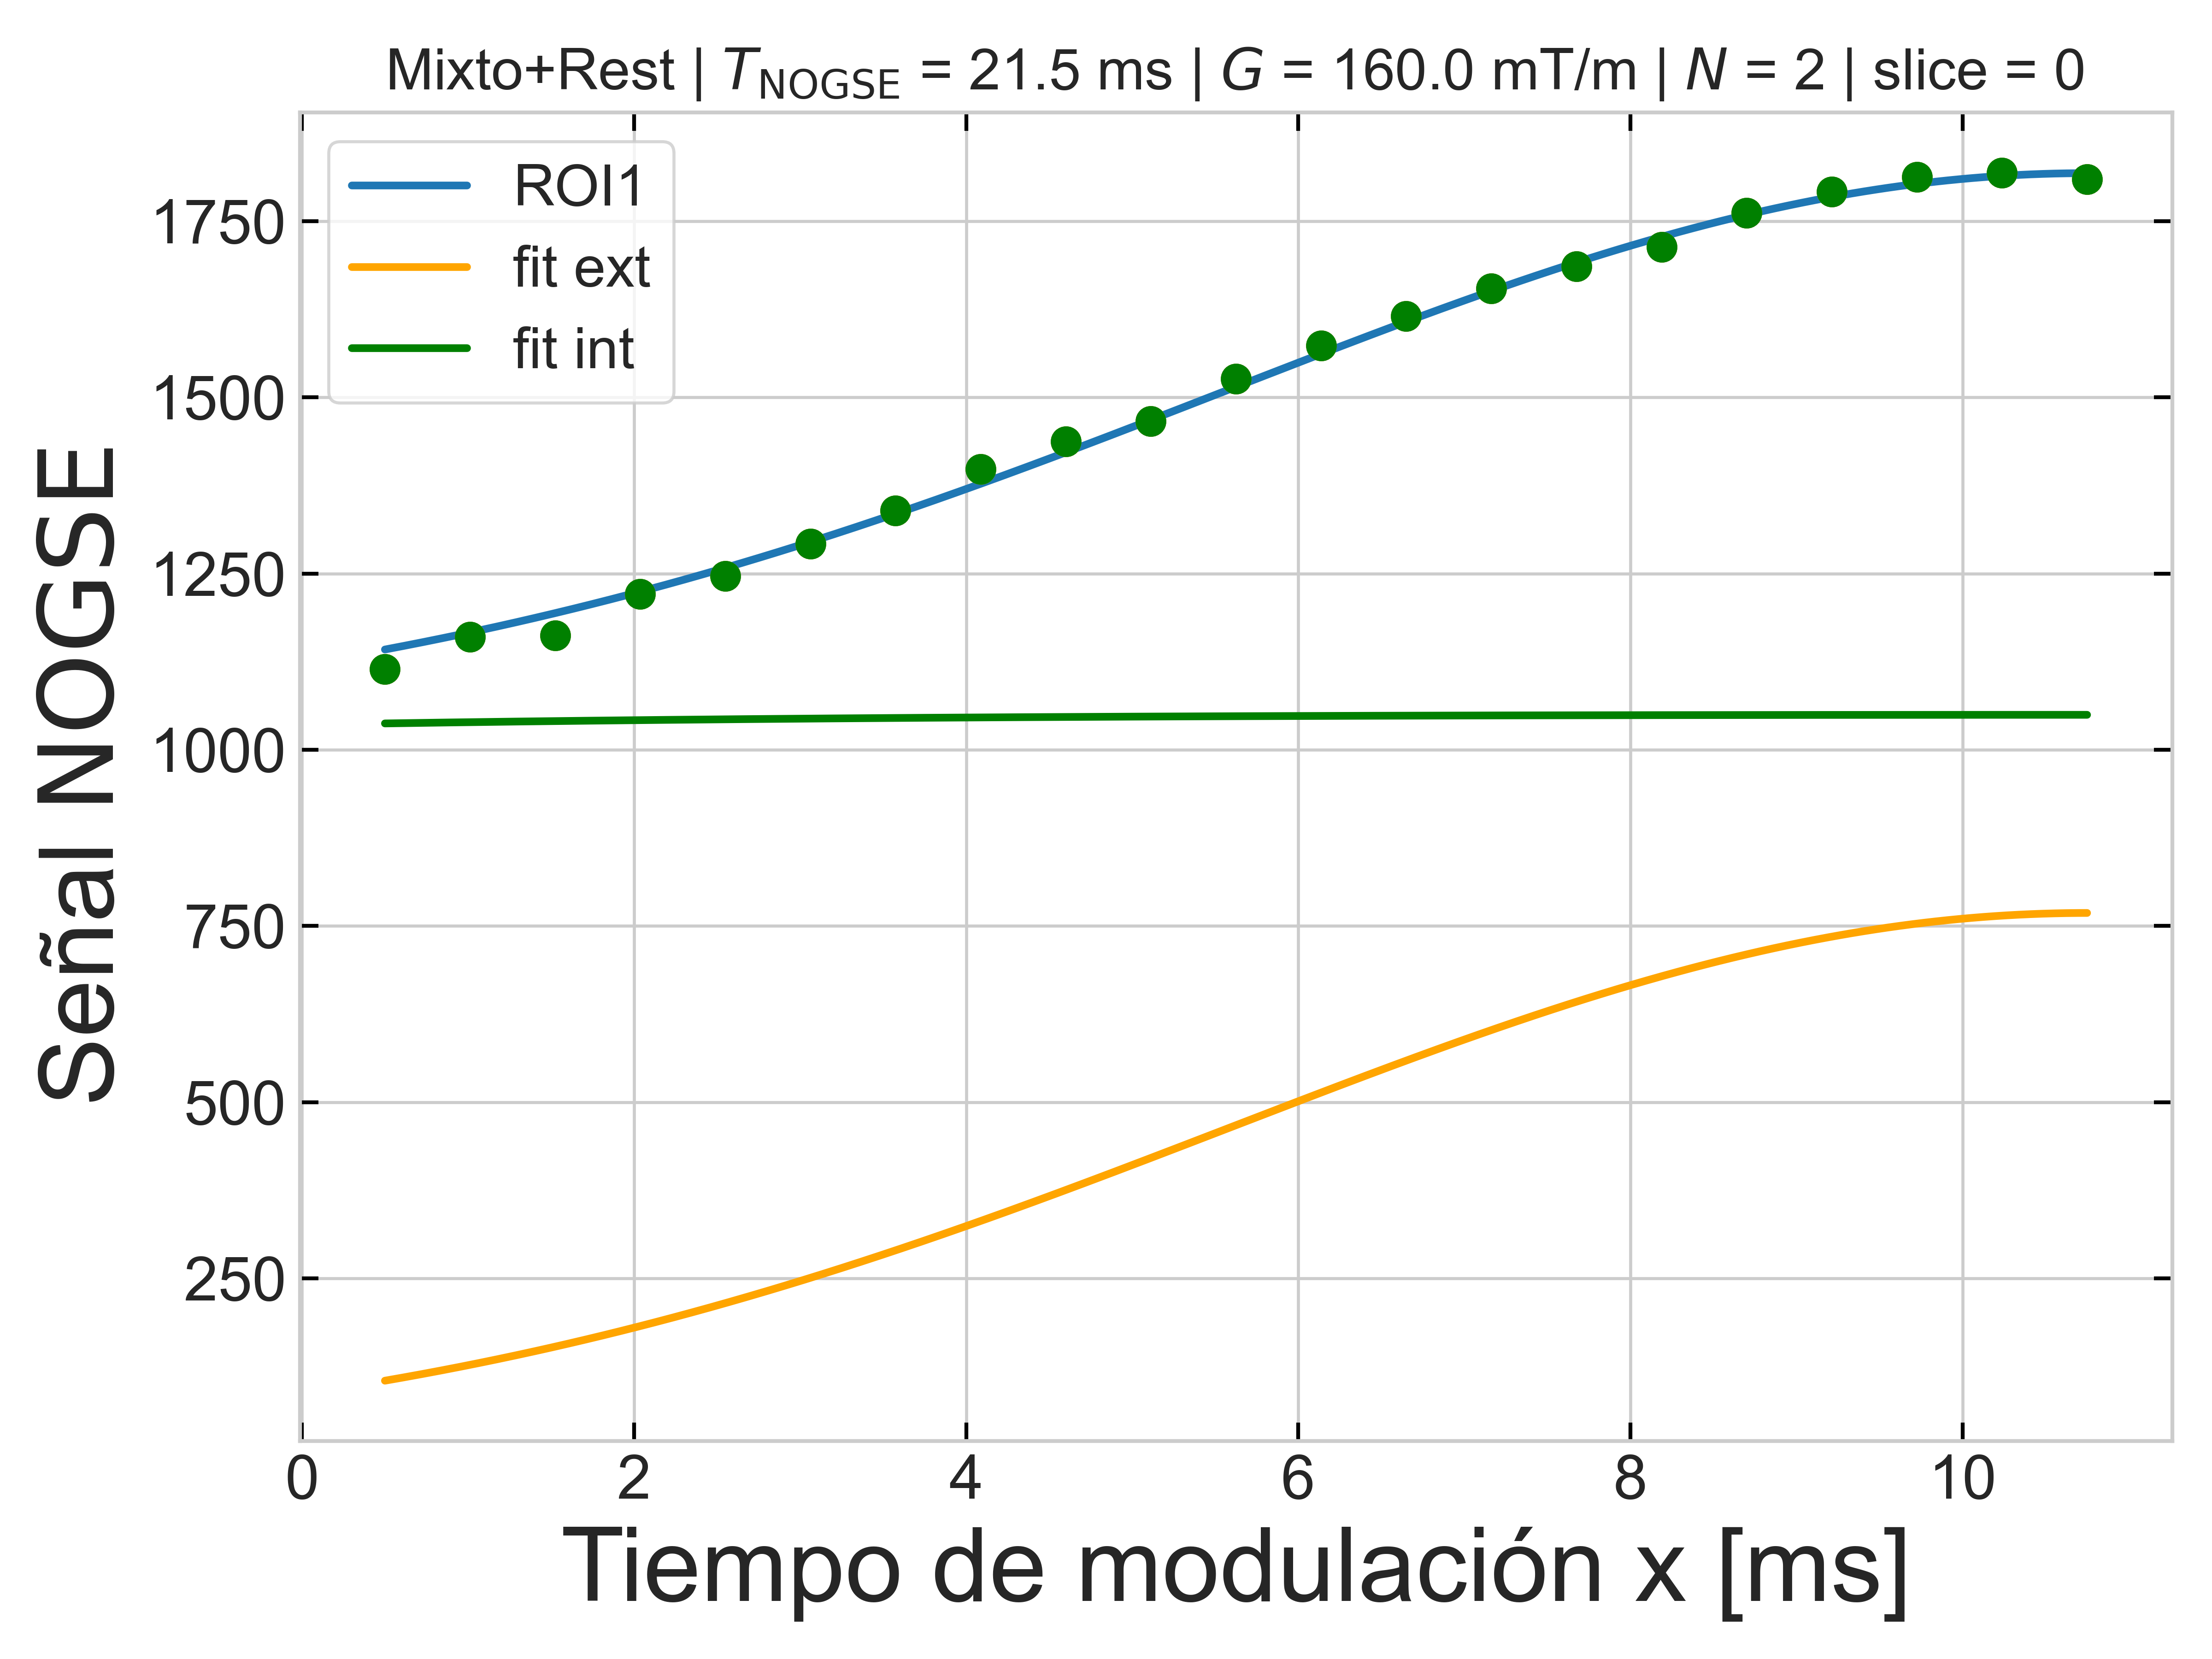 Mixto+Rest | T_NOGSE = 21.5 ms | G = 160.0 mT/m | N = 2 | slice = 0
ROI1
fit ext
fit int
Señal NOGSE
1750
1500
1250
1000
750
500
250
0 2 4 6 8 10
Tiempo de modulación x [ms]